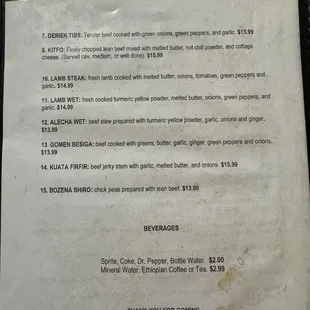 7. DERIEK TIBS: Tender beef cooked with green onions, green peppers, and garlic. $13.99
8. KITFO: Finely chopped lean beef mixed with melted butter, hot chili powder, and cottage
cheese. (Served raw, medium, or well done). $15.99
10. LAMB STEAK: fresh lamb cooked with melted butter, onions, tomatoes, green peppers and
garlic. $14.99
11. LAMB WET: fresh cooked turmeric yellow powder, melted butter, onions, green peppers, and
garlic. $14.99
12. ALECHA WET: beef stew prepared with turmeric yellow powder, garlic, onions and ginger.
$13.99
13. GOMEN BESIGA: beef cooked with greens, butter, garlic, ginger, green peppers and onions.
$13.99
14. KUATA FIRFIR: beef jerky stem with garlic, melted butter, and onions. $15.99
15. BOZENA SHIRO: chick peas prepared with lean beef. $13.99
BEVERAGES
Sprite, Coke, Dr. Pepper, Bottle Water. $2.00
Mineral Water, Ethiopian Coffee or Tea. $2.99
THANK YOU FOR COMING